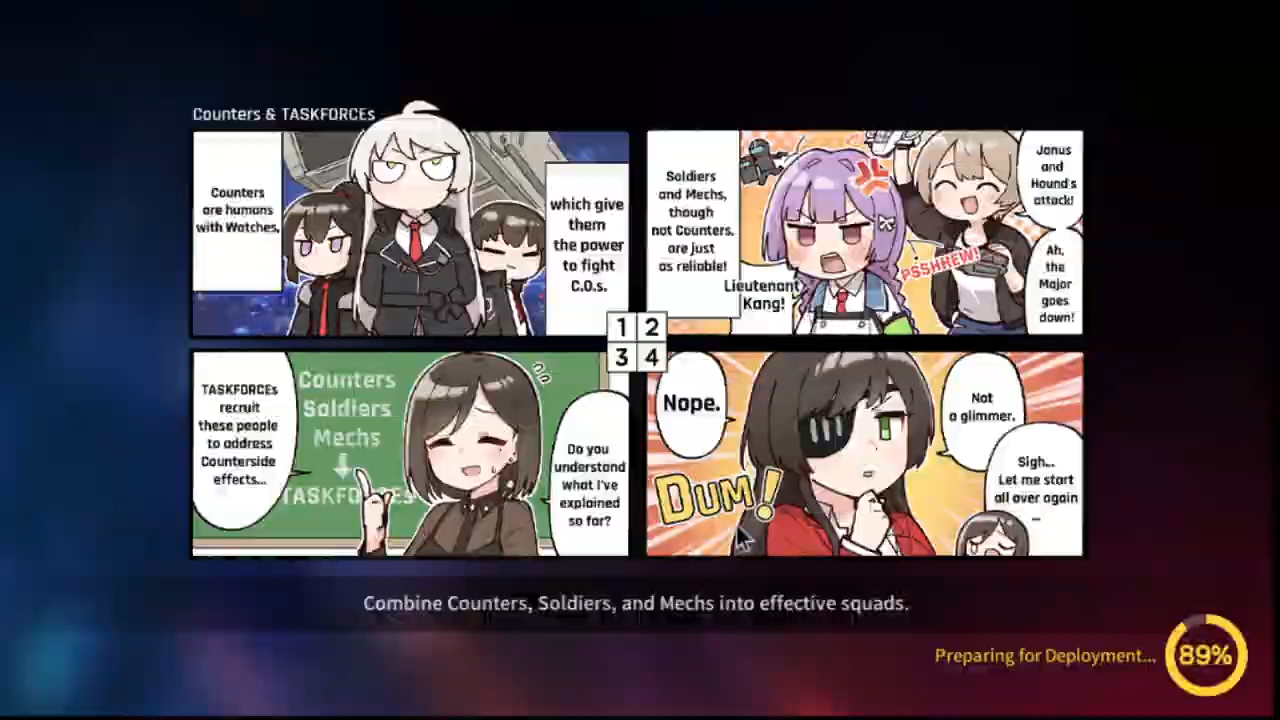 Counters & TASKFORCEs
Counters
are humans
with Watches,
which give
them
the power
to fight
C.O.s.
Soldiers
and Mechs,
though
not Counters,
are just
as reliable!
Lieutenant
Kang!
PSSHREW!
Janus
and
Hound's
attack!
Ah,
the
Major
goes
down!
1 2
3 4
TASKFORCEs
recruit
these people
to address
Counterside
effects...
Counters
Soldiers
Mechs
TASKFORCES
Do you
understand
what I've
explained
so far?
Nope.
DUM!
Not
a glimmer.
Sigh...
Let me start
all over again
...
Combine Counters, Soldiers, and Mechs into effective squads.
Preparing for Deployment...
89%